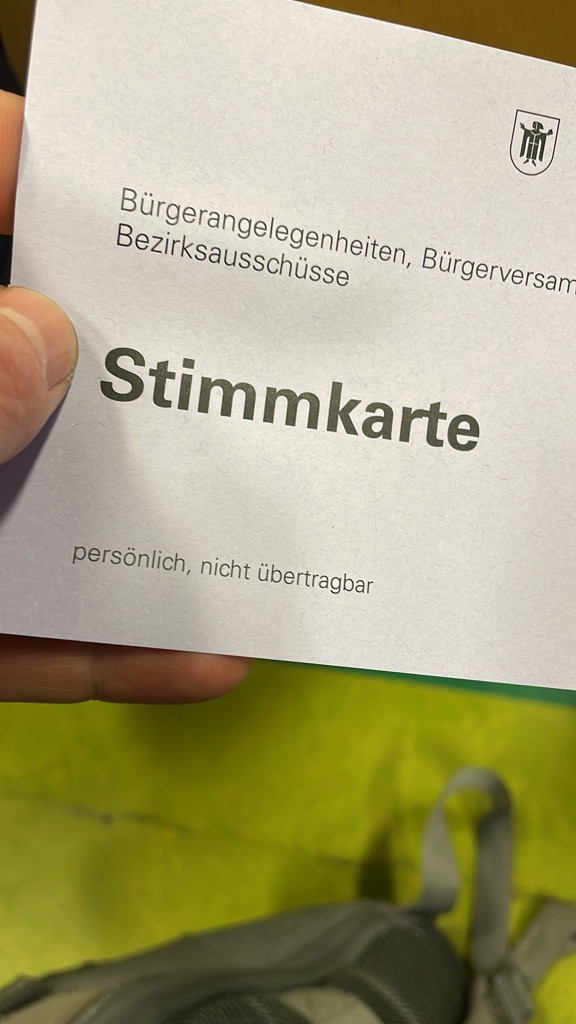 Bürgerangelegenheiten, Bürgerversam
Bezirksausschüsse
Stimmkarte
persönlich, nicht übertragbar